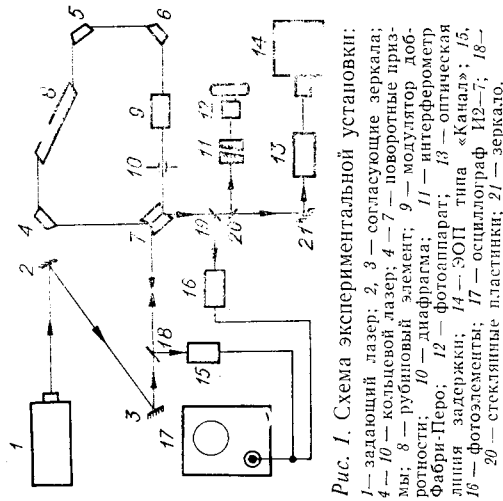 1
2
3
4
5
6
7
8
9
10
11
12
13
14
15
16
17
18
19
20
21
Рис. 1. Схема экспериментальной установки:
1— задающий лазер; 2, 3 — согласующие зеркала;
4 — 10 — кольцевой лазер; 4 — 7 — поворотные приз-
мы; 8 — рубиновый элемент; 9 — модулятор доб-
ротности; 10 — диафрагма; 11 — интерферометр
Фабри-Перо; 12 — фотоаппарат; 13 — оптическая
линия задержки; 14 — ЭОП типа «Канал»; 15,
16 — фотоэлементы; 17 — осциллограф И2—7; 18—
20 — стеклянные пластинки; 21 — зеркало.